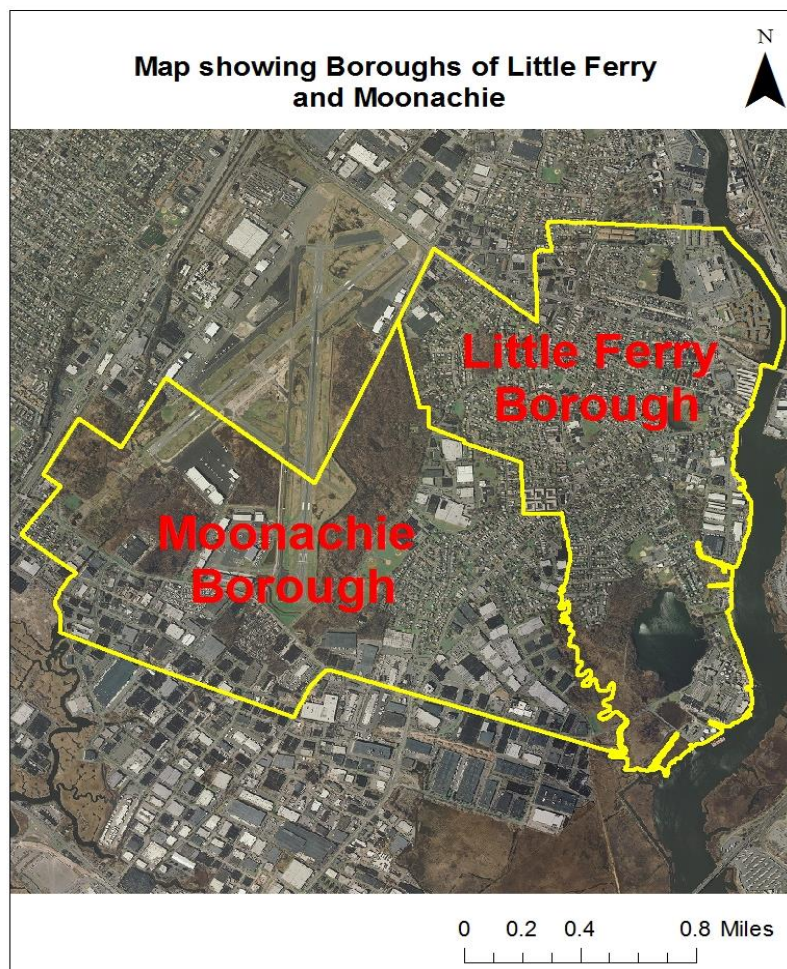 Map showing Boroughs of Little Ferry
and Moonachie
N
Little Ferry
Borough
Moonachie
Borough
0 0.2 0.4 0.8 Miles